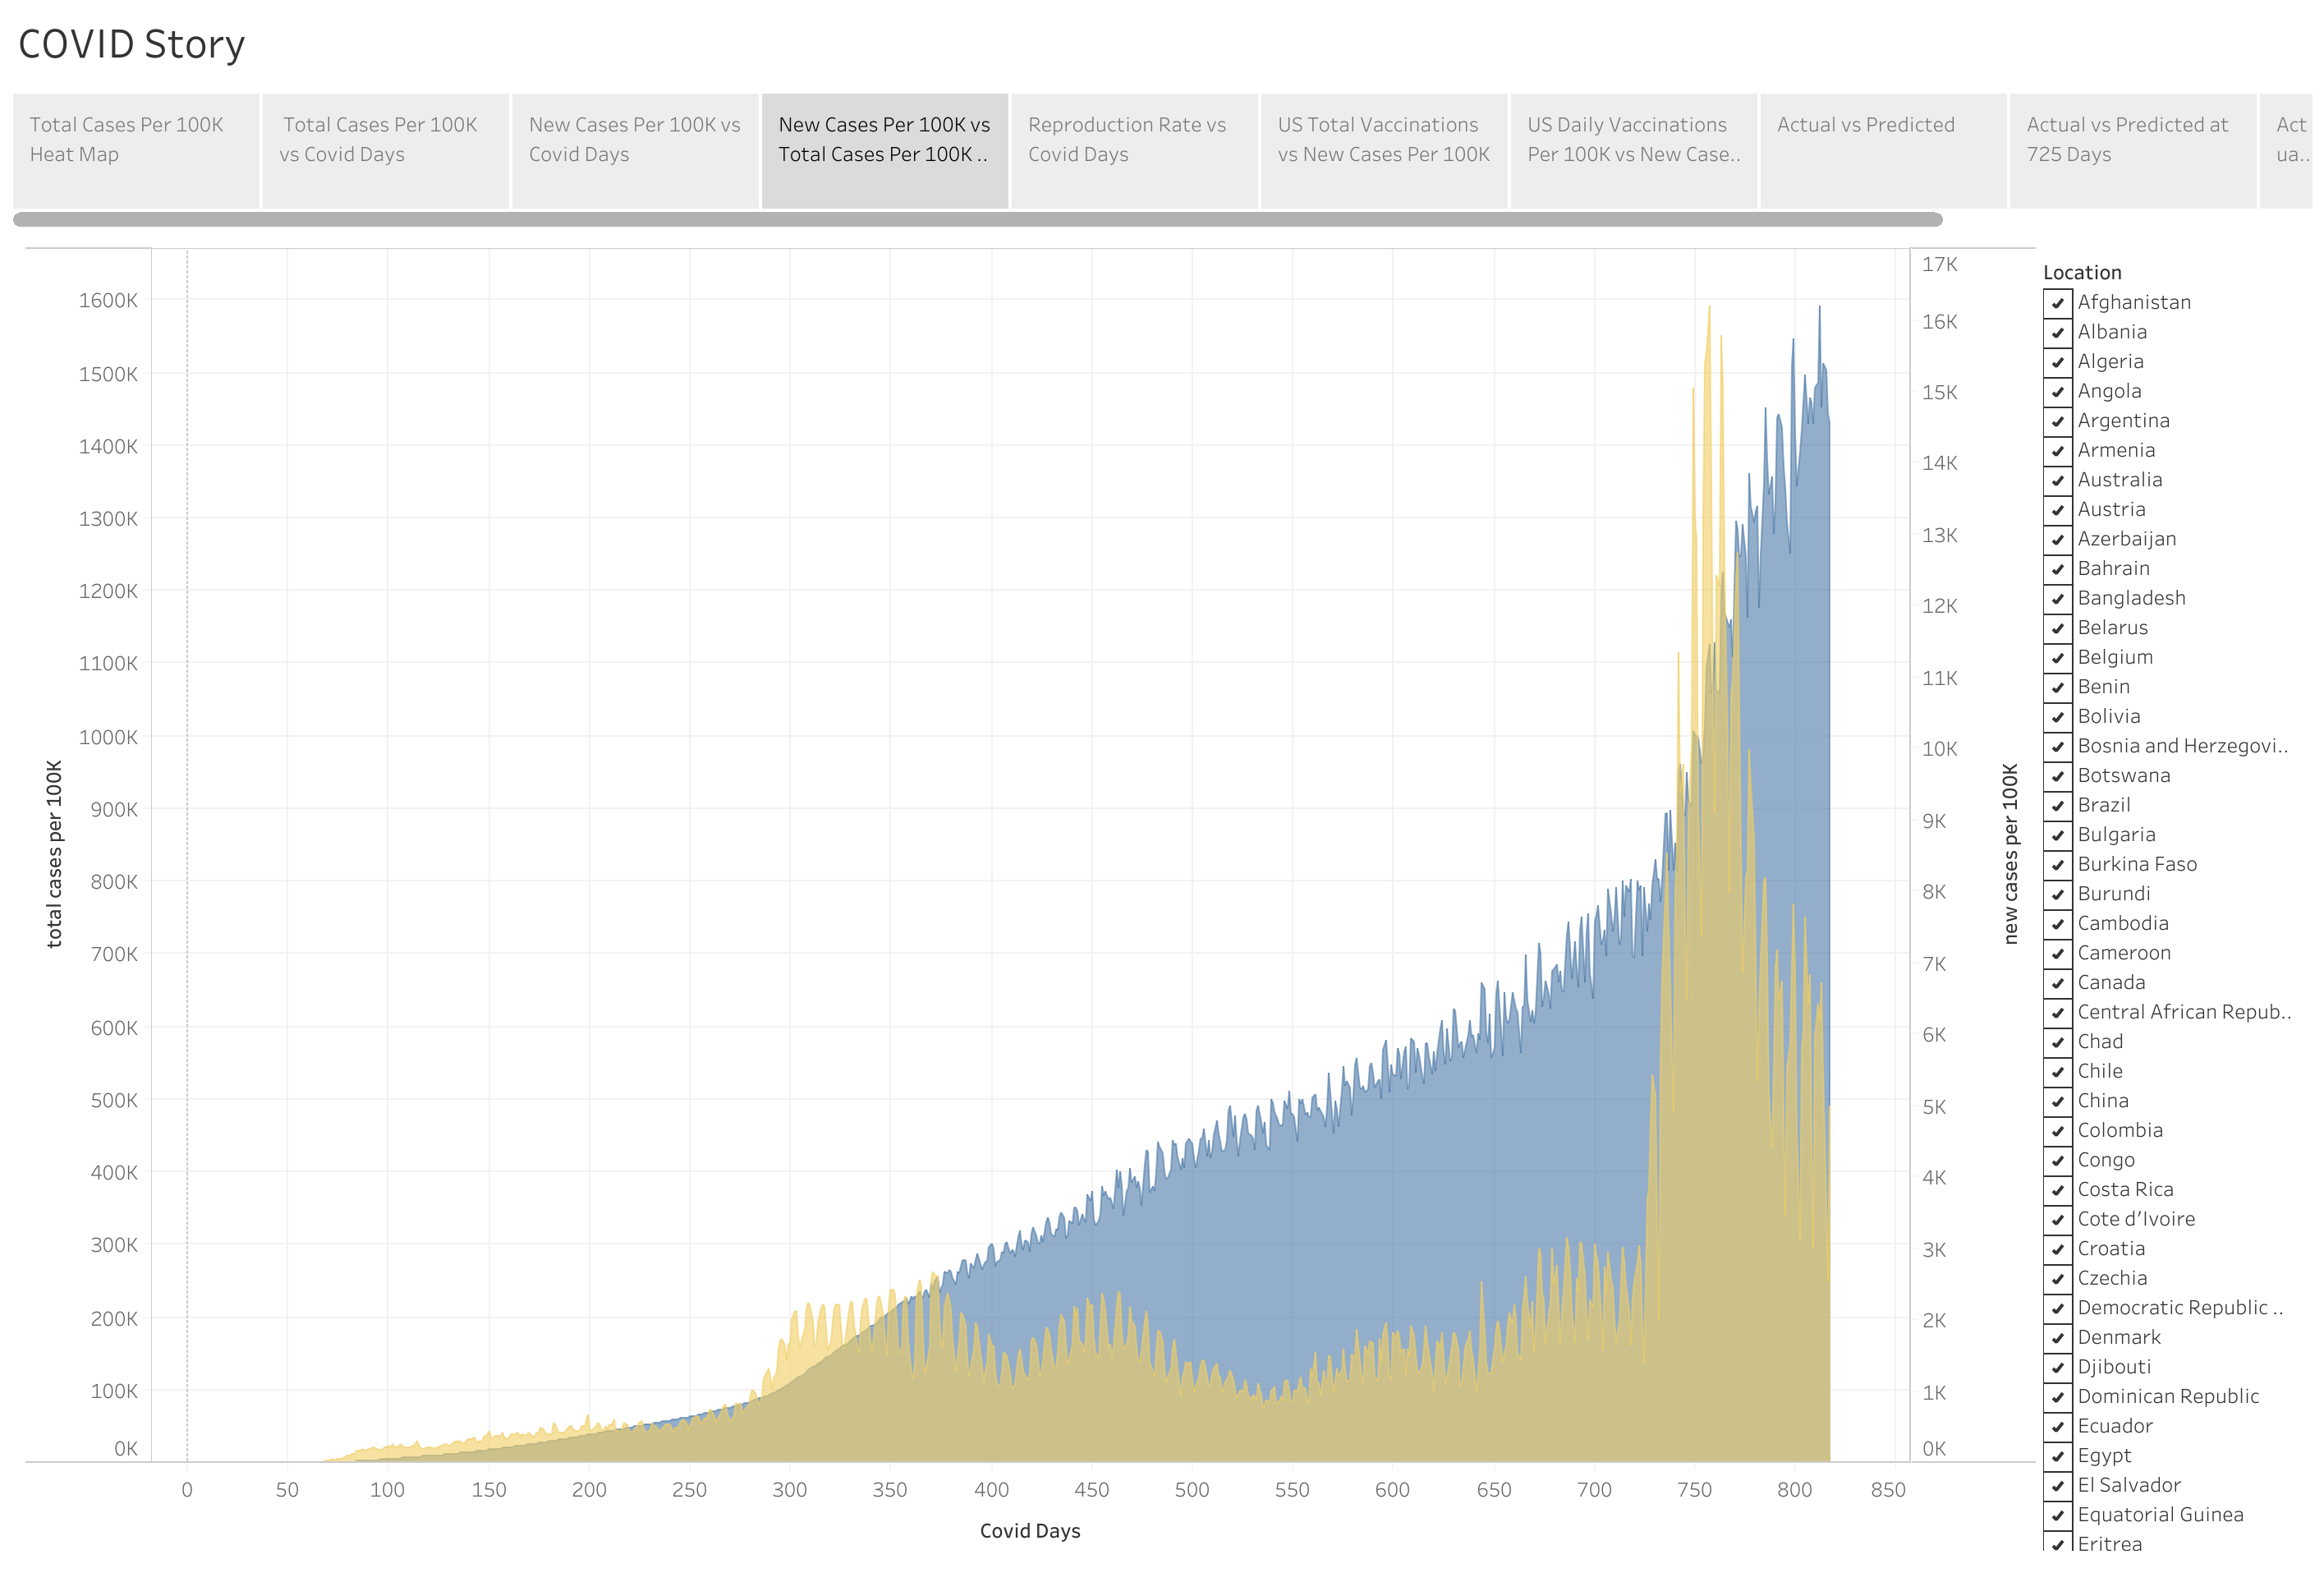 COVID Story
Total Cases Per 100K
Heat Map
Total Cases Per 100K
vs Covid Days
New Cases Per 100K vs
Covid Days
New Cases Per 100K vs
Total Cases Per 100K ..
Reproduction Rate vs
Covid Days
US Total Vaccinations
vs New Cases Per 100K
US Daily Vaccinations
Per 100K vs New Case..
Actual vs Predicted
Actual vs Predicted at
725 Days
Act
ua..
total cases per 100K
1600K
1500K
1400K
1300K
1200K
1100K
1000K
900K
800K
700K
600K
500K
400K
300K
200K
100K
0K
17K
16K
15K
14K
13K
12K
11K
10K
9K
8K
7K
6K
5K
4K
3K
2K
1K
0K
new cases per 100K
0 50 100 150 200 250 300 350 400 450 500 550 600 650 700 750 800 850
Covid Days
Location
Afghanistan
Albania
Algeria
Angola
Argentina
Armenia
Australia
Austria
Azerbaijan
Bahrain
Bangladesh
Belarus
Belgium
Benin
Bolivia
Bosnia and Herzegovi..
Botswana
Brazil
Bulgaria
Burkina Faso
Burundi
Cambodia
Cameroon
Canada
Central African Repub..
Chad
Chile
China
Colombia
Congo
Costa Rica
Cote d’Ivoire
Croatia
Czechia
Democratic Republic ..
Denmark
Djibouti
Dominican Republic
Ecuador
Egypt
El Salvador
Equatorial Guinea
Eritrea